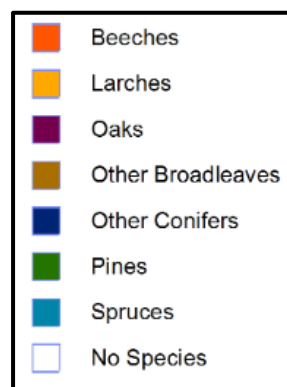 Beeches
Larches
Oaks
Other Broadleaves
Other Conifers
Pines
Spruces
No Species